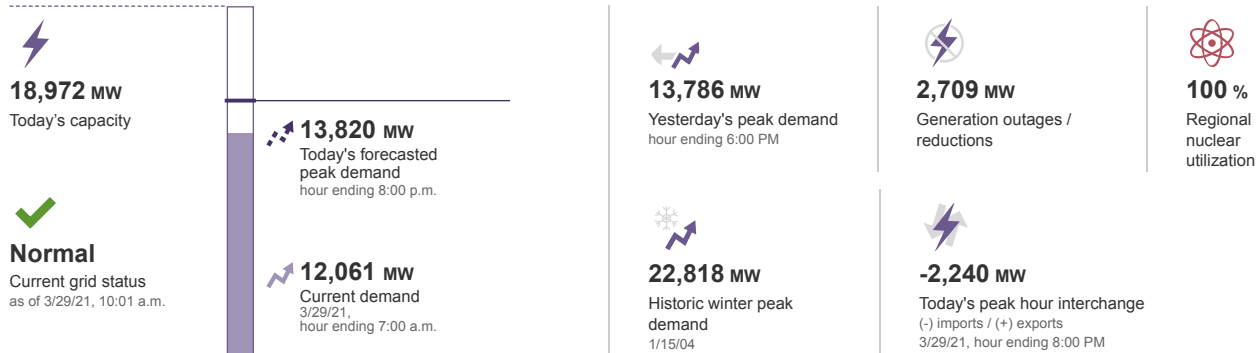 18,972 MW
Today's capacity
Normal
Current grid status
as of 3/29/21, 10:01 a.m.
13,820 MW
Today's forecasted
peak demand
hour ending 8:00 p.m.
12,061 MW
Current demand
3/29/21,
hour ending 7:00 a.m.
13,786 MW
Yesterday's peak demand
hour ending 6:00 PM
2,709 MW
Generation outages /
reductions
100 %
Regional
nuclear
utilization
22,818 MW
Historic winter peak
demand
1/15/04
-2,240 MW
Today's peak hour interchange
(-) imports / (+) exports
3/29/21, hour ending 8:00 PM